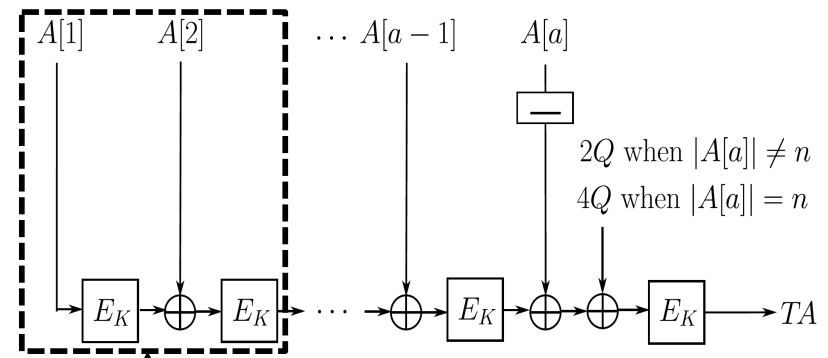 A[1] A[2] ⋯ A[a − 1] A[a]
2Q when |A[a]| ≠ n
4Q when |A[a]| = n
E_K E_K ⋯ E_K E_K TA